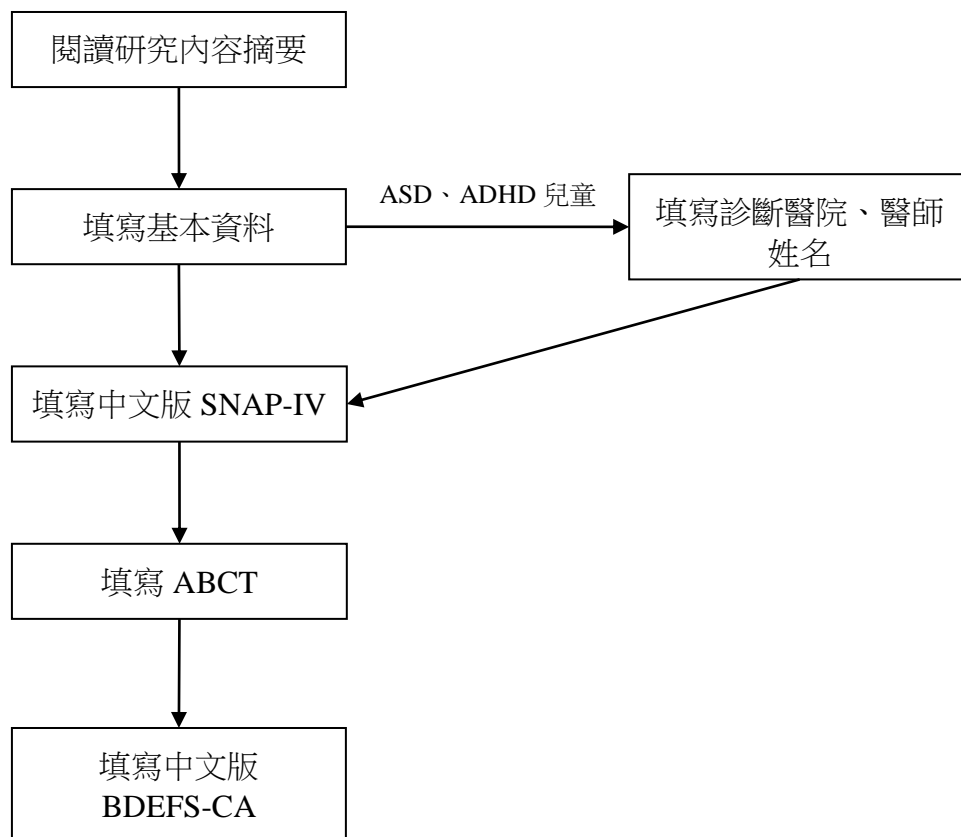 閱讀研究內容摘要
填寫基本資料
ASD、ADHD 兒童
填寫診斷醫院、醫師
姓名
填寫中文版 SNAP-IV
填寫 ABCT
填寫中文版
BDEFS-CA